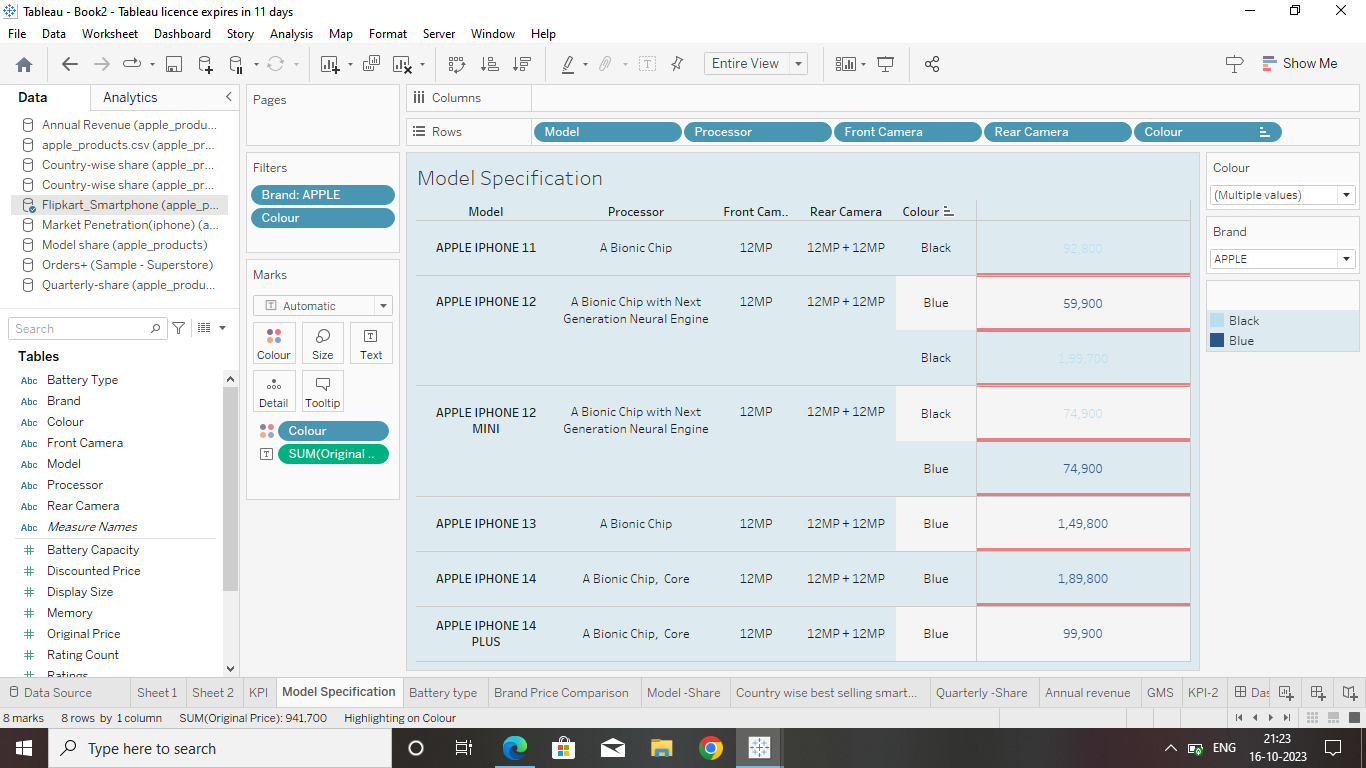 Tableau - Book2 - Tableau licence expires in 11 days
File Data Worksheet Dashboard Story Analysis Map Format Server Window Help
Entire View
Show Me
Data Analytics
Annual Revenue (apple_produ...
apple_products.csv (apple_pr...
Country-wise share (apple_pr...
Country-wise share (apple_pr...
Flipkart_Smartphone (apple_p...
Market Penetration(iphone) (a...
Model share (apple_products)
Orders+ (Sample - Superstore)
Quarterly-share (apple_produ...
Search
Tables
Abc Battery Type
Abc Brand
Abc Colour
Abc Front Camera
Abc Model
Abc Processor
Abc Rear Camera
Abc Measure Names
# Battery Capacity
# Discounted Price
# Display Size
# Memory
# Original Price
# Rating Count
# Ratings
Pages
Filters
Brand: APPLE
Colour
Marks
T Automatic
Colour Size T Text
Detail Tooltip
Colour
T SUM(Original ..
Columns
Rows Model Processor Front Camera Rear Camera Colour
Model Specification
Model Processor Front Cam.. Rear Camera Colour
APPLE IPHONE 11 A Bionic Chip 12MP 12MP + 12MP Black 92,800
APPLE IPHONE 12 A Bionic Chip with Next 12MP 12MP + 12MP Blue 59,900
Generation Neural Engine
Black 1,99,700
APPLE IPHONE 12 A Bionic Chip with Next 12MP 12MP + 12MP Black 74,900
MINI Generation Neural Engine
Blue 74,900
APPLE IPHONE 13 A Bionic Chip 12MP 12MP + 12MP Blue 1,49,800
APPLE IPHONE 14 A Bionic Chip, Core 12MP 12MP + 12MP Blue 1,89,800
APPLE IPHONE 14 A Bionic Chip, Core 12MP 12MP + 12MP Blue 99,900
PLUS
Colour
(Multiple values)
Brand
APPLE
Black
Blue
Data Source Sheet 1 Sheet 2 KPI Model Specification Battery type Brand Price Comparison Model -Share Country wise best selling smart... Quarterly -Share Annual revenue GMS KPI-2 Das
8 marks 8 rows by 1 column SUM(Original Price): 941,700 Highlighting on Colour
Type here to search
ENG
21:23
16-10-2023